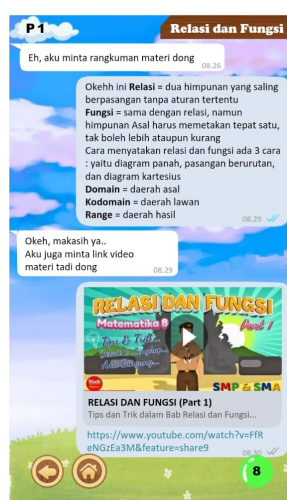 P1
Relasi dan Fungsi
Eh, aku minta rangkuman materi dong
08.26
Okehh ini Relasi = dua himpunan yang saling
berpasangan tanpa aturan tertentu
Fungsi = sama dengan relasi, namun
himpunan Asal harus memetakan tepat satu,
tak boleh lebih ataupun kurang
Cara menyatakan relasi dan fungsi ada 3 cara
: yaitu diagram panah, pasangan berurutan,
dan diagram kartesius
Domain = daerah asal
Kodomain = daerah lawan
Range = daerah hasil
08.29
Okeh, makasih ya..
Aku juga minta link video
materi tadi dong
08.29
RELASI DAN FUNGSI
Matematika 8
Part 1
Tips & Trik
SMP & SMA
RELASI DAN FUNGSI (Part 1)
Tips dan Trik dalam Bab Relasi dan Fungsi...
https://www.youtube.com/watch?v=FfR
eNGzEa3M&feature=share9
08.30
8